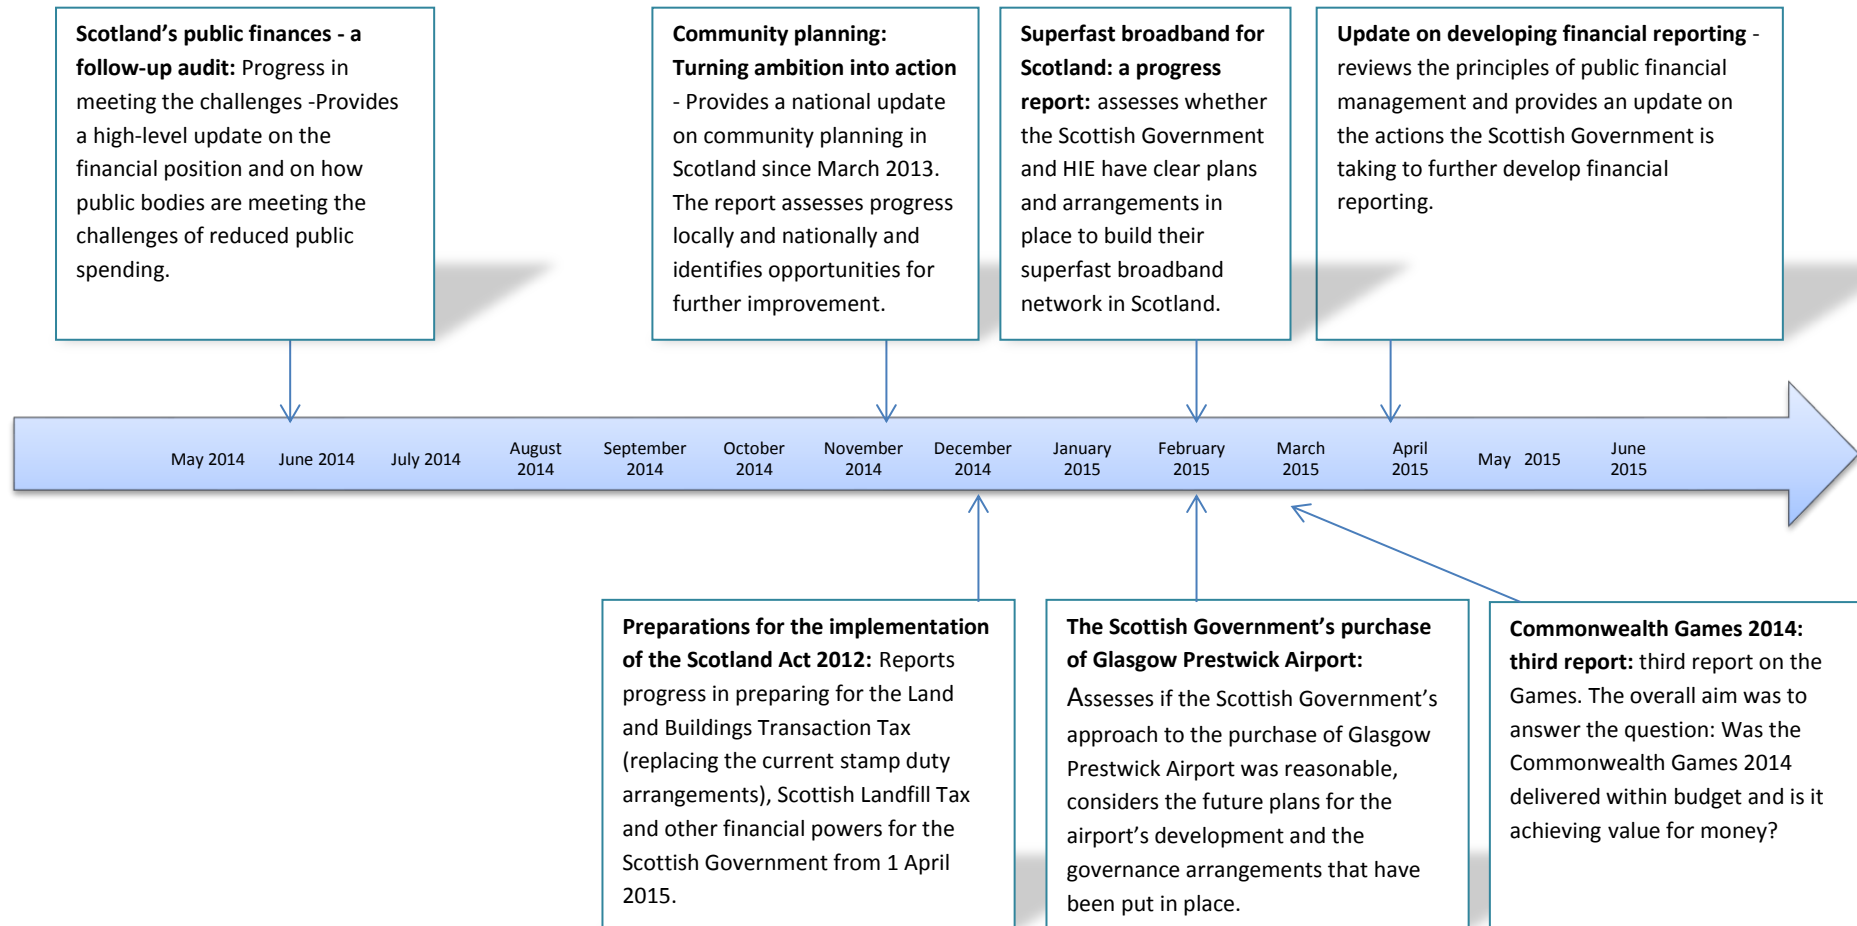 Scotland's public finances - a
follow-up audit: Progress in
meeting the challenges -Provides
a high-level update on the
financial position and on how
public bodies are meeting the
challenges of reduced public
spending.
Community planning:
Turning ambition into action
- Provides a national update
on community planning in
Scotland since March 2013.
The report assesses progress
locally and nationally and
identifies opportunities for
further improvement.
Superfast broadband for
Scotland: a progress
report: assesses whether
the Scottish Government
and HIE have clear plans
and arrangements in
place to build their
superfast broadband
network in Scotland.
Update on developing financial reporting -
reviews the principles of public financial
management and provides an update on
the actions the Scottish Government is
taking to further develop financial
reporting.
May 2014
June 2014
July 2014
August
2014
September
2014
October
2014
November
2014
December
2014
January
2015
February
2015
March
2015
April
2015
May 2015
June
2015
Preparations for the implementation
of the Scotland Act 2012: Reports
progress in preparing for the Land
and Buildings Transaction Tax
(replacing the current stamp duty
arrangements), Scottish Landfill Tax
and other financial powers for the
Scottish Government from 1 April
2015.
The Scottish Government's purchase
of Glasgow Prestwick Airport:
Assesses if the Scottish Government's
approach to the purchase of Glasgow
Prestwick Airport was reasonable,
considers the future plans for the
airport's development and the
governance arrangements that have
been put in place.
Commonwealth Games 2014:
third report: third report on the
Games. The overall aim was to
answer the question: Was the
Commonwealth Games 2014
delivered within budget and is it
achieving value for money?